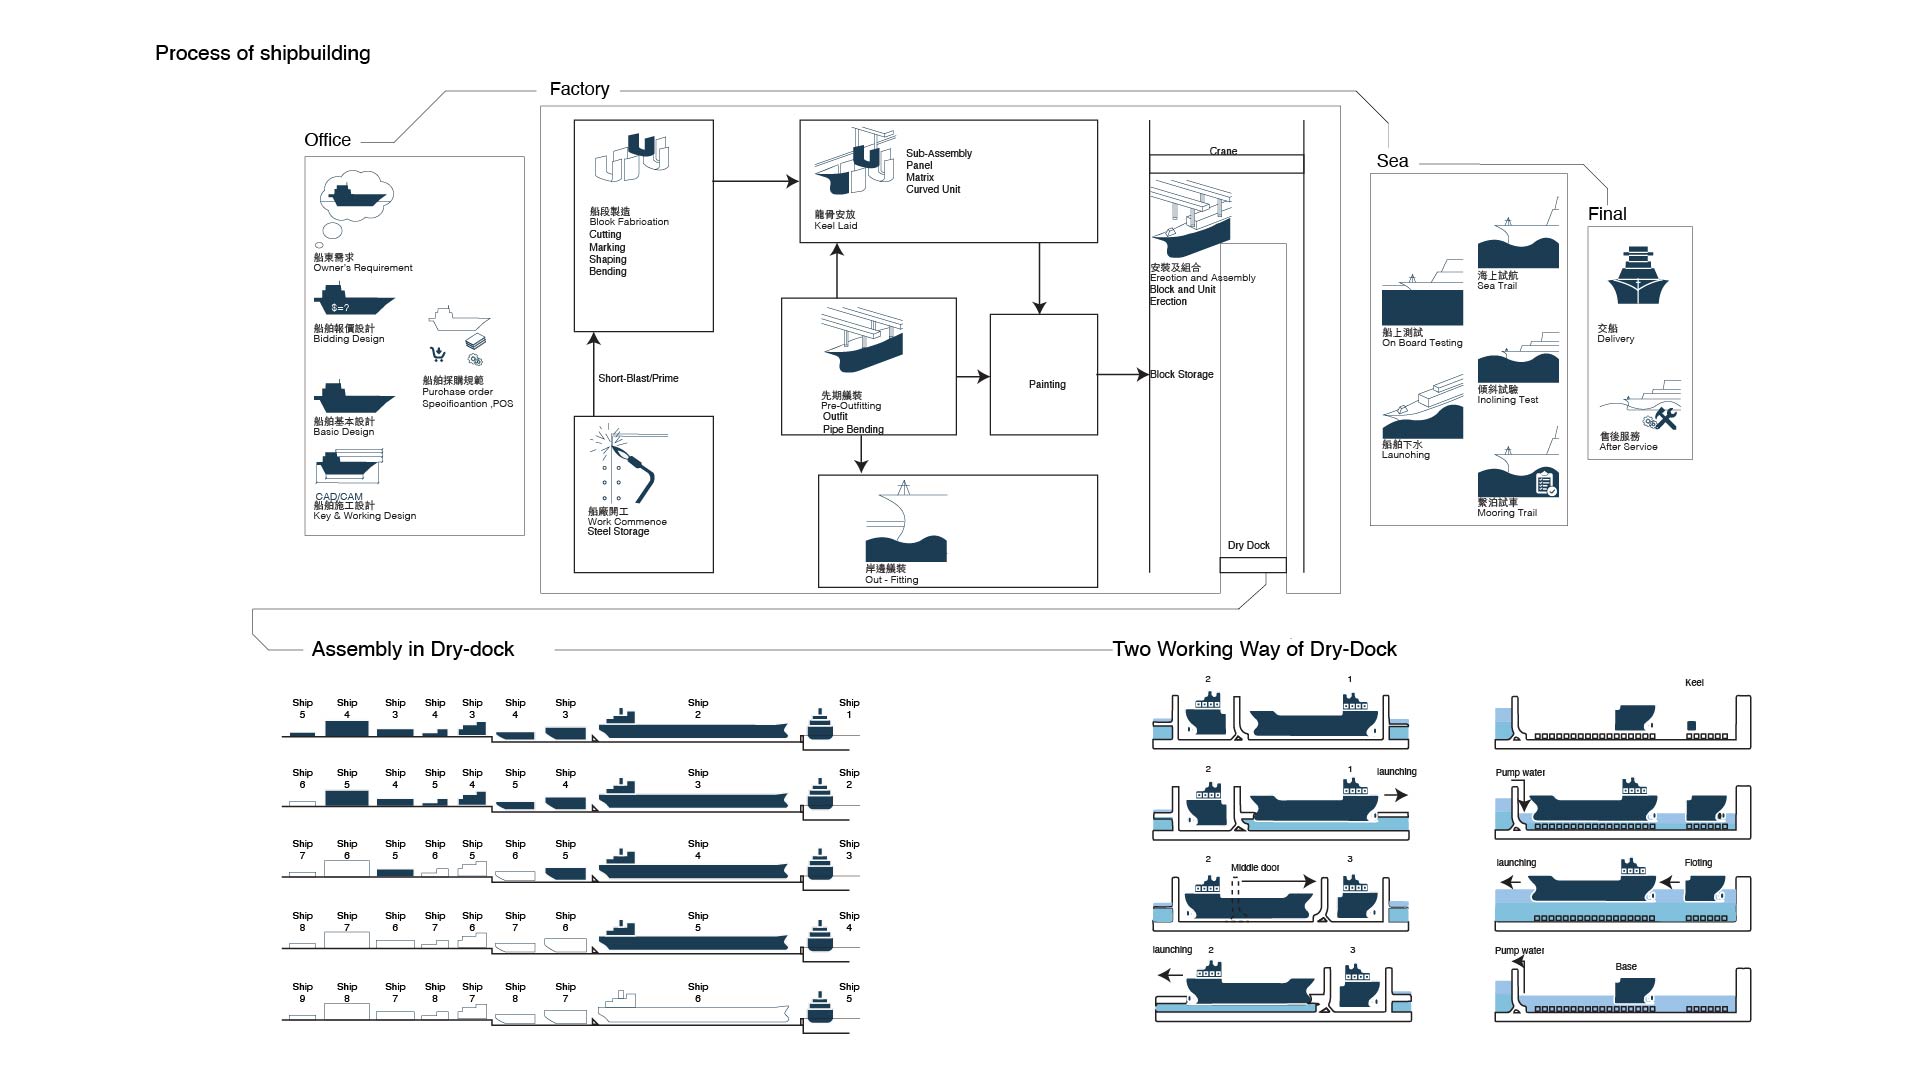 Process of shipbuilding
Office
船東需求
Owner's Requirement
$=?
船舶報價設計
Bidding Design
船舶採購規範
Purchase order
Specificantion ,POS
船舶基本設計
Basic Design
CAD/CAM
船舶施工設計
Key & Working Design
Factory
船段製造
Block Fabrication
Cutting
Marking
Shaping
Bending
Short-Blast/Prime
船廠開工
Work Commence
Steel Storage
Sub-Assembly
Panel
Matrix
Curved Unit
龍骨安放
Keel Laid
先期艤裝
Pre-Outfitting
Outfit
Pipe Bending
Painting
岸邊艤裝
Out - Fitting
Crane
安裝及組合
Erection and Assembly
Block and Unit
Erection
Block Storage
Dry Dock
Sea
海上試航
Sea Trail
船上測試
On Board Testing
傾斜試驗
Inclining Test
船舶下水
Launching
繫泊試車
Mooring Trail
Final
交船
Delivery
售後服務
After Service
Assembly in Dry-dock
Ship Ship Ship Ship Ship Ship Ship Ship Ship
5 4 3 4 3 4 3 2 1
Ship Ship Ship Ship Ship Ship Ship Ship Ship
6 5 4 5 4 5 4 3 2
Ship Ship Ship Ship Ship Ship Ship Ship Ship
7 6 5 6 5 6 5 4 3
Ship Ship Ship Ship Ship Ship Ship Ship Ship
8 7 6 7 6 7 6 5 4
Ship Ship Ship Ship Ship Ship Ship Ship Ship
9 8 7 8 7 8 7 6 5
Two Working Way of Dry-Dock
2 1
2 1 launching
2 3
Middle door
launching 2 3
Keel
Pump water
launching Floting
Pump water
Base